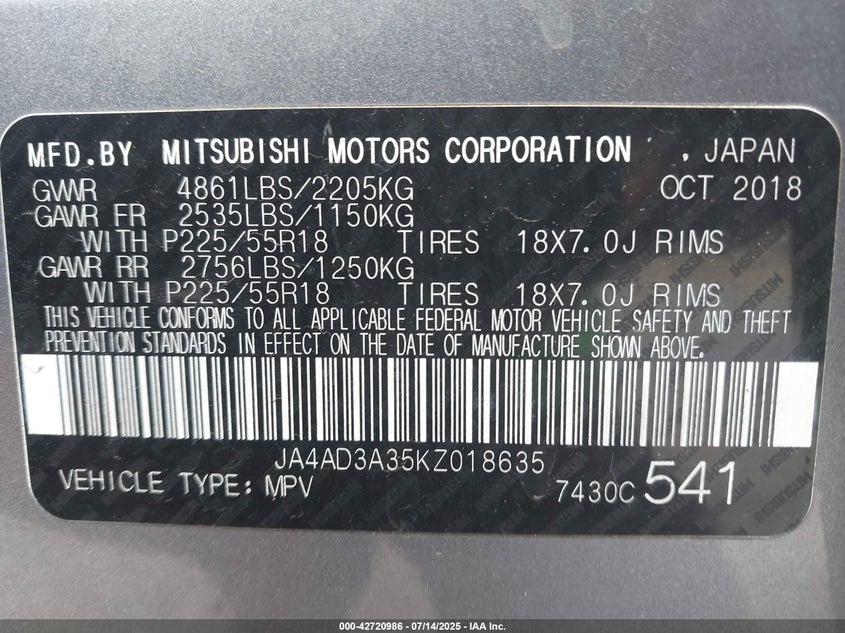 MFD.BY MITSUBISHI MOTORS CORPORATION , JAPAN
GVWR 4861LBS/2205KG OCT 2018
GAWR FR 2535LBS/1150KG
WITH P225/55R18 TIRES 18X7.0J RIMS
GAWR RR 2756LBS/1250KG
WITH P225/55R18 TIRES 18X7.0J RIMS
THIS VEHICLE CONFORMS TO ALL APPLICABLE FEDERAL MOTOR VEHICLE SAFETY AND THEFT
PREVENTION STANDARDS IN EFFECT ON THE DATE OF MANUFACTURE SHOWN ABOVE.
JA4AD3A35KZ018635
VEHICLE TYPE: MPV 7430C 541
000-42720986 - 07/14/2025 - IAA Inc.